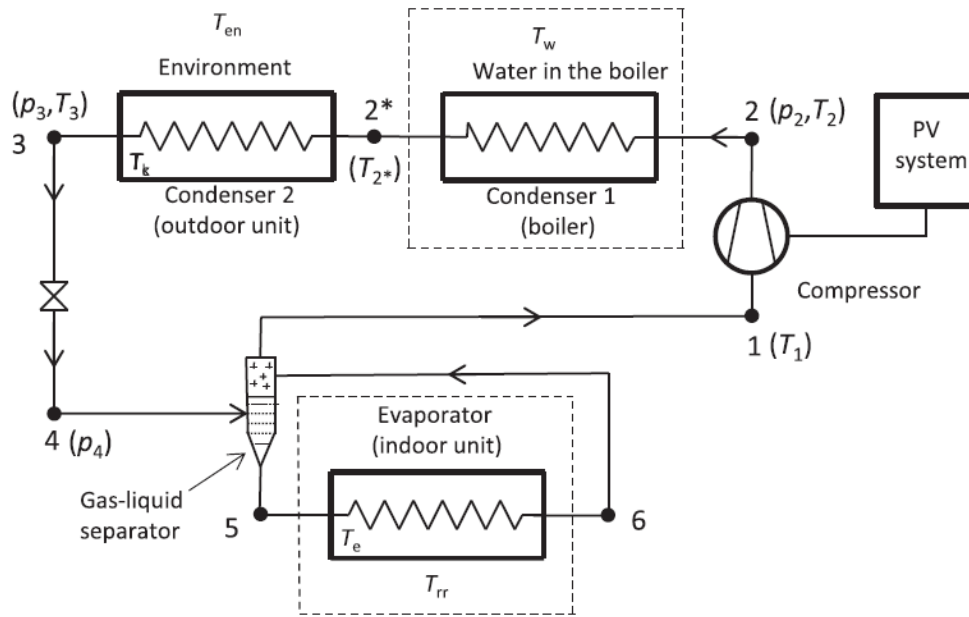 T_en
Environment
T_w
Water in the boiler
(p_3,T_3)
3
2*
(T_2*)
2 (p_2,T_2)
PV
system
T_k
Condenser 2
(outdoor unit)
Condenser 1
(boiler)
Compressor
1 (T_1)
4 (p_4)
Gas-liquid
separator
Evaporator
(indoor unit)
5
6
T_e
T_rr